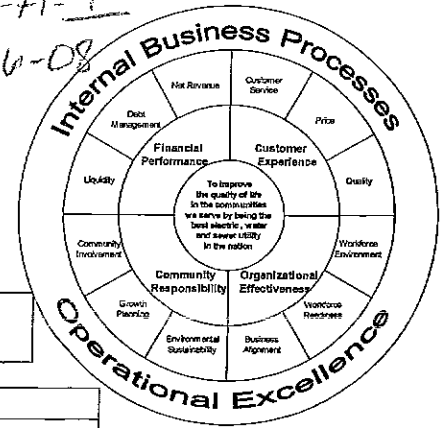 6-08
Internal Business Processes
Net Revenue
Customer
Service
Debt
Management
Price
Financial
Performance
Customer
Experience
Liquidity
Quality
To improve
the quality of life
in the communities
we serve by being the
best electric, water
and sewer utility
in the nation
Community
Involvement
Workforce
Environment
Community
Responsibility
Organizational
Effectiveness
Growth
Planning
Workforce
Readiness
Environmental
Sustainability
Business
Alignment
Operational Excellence